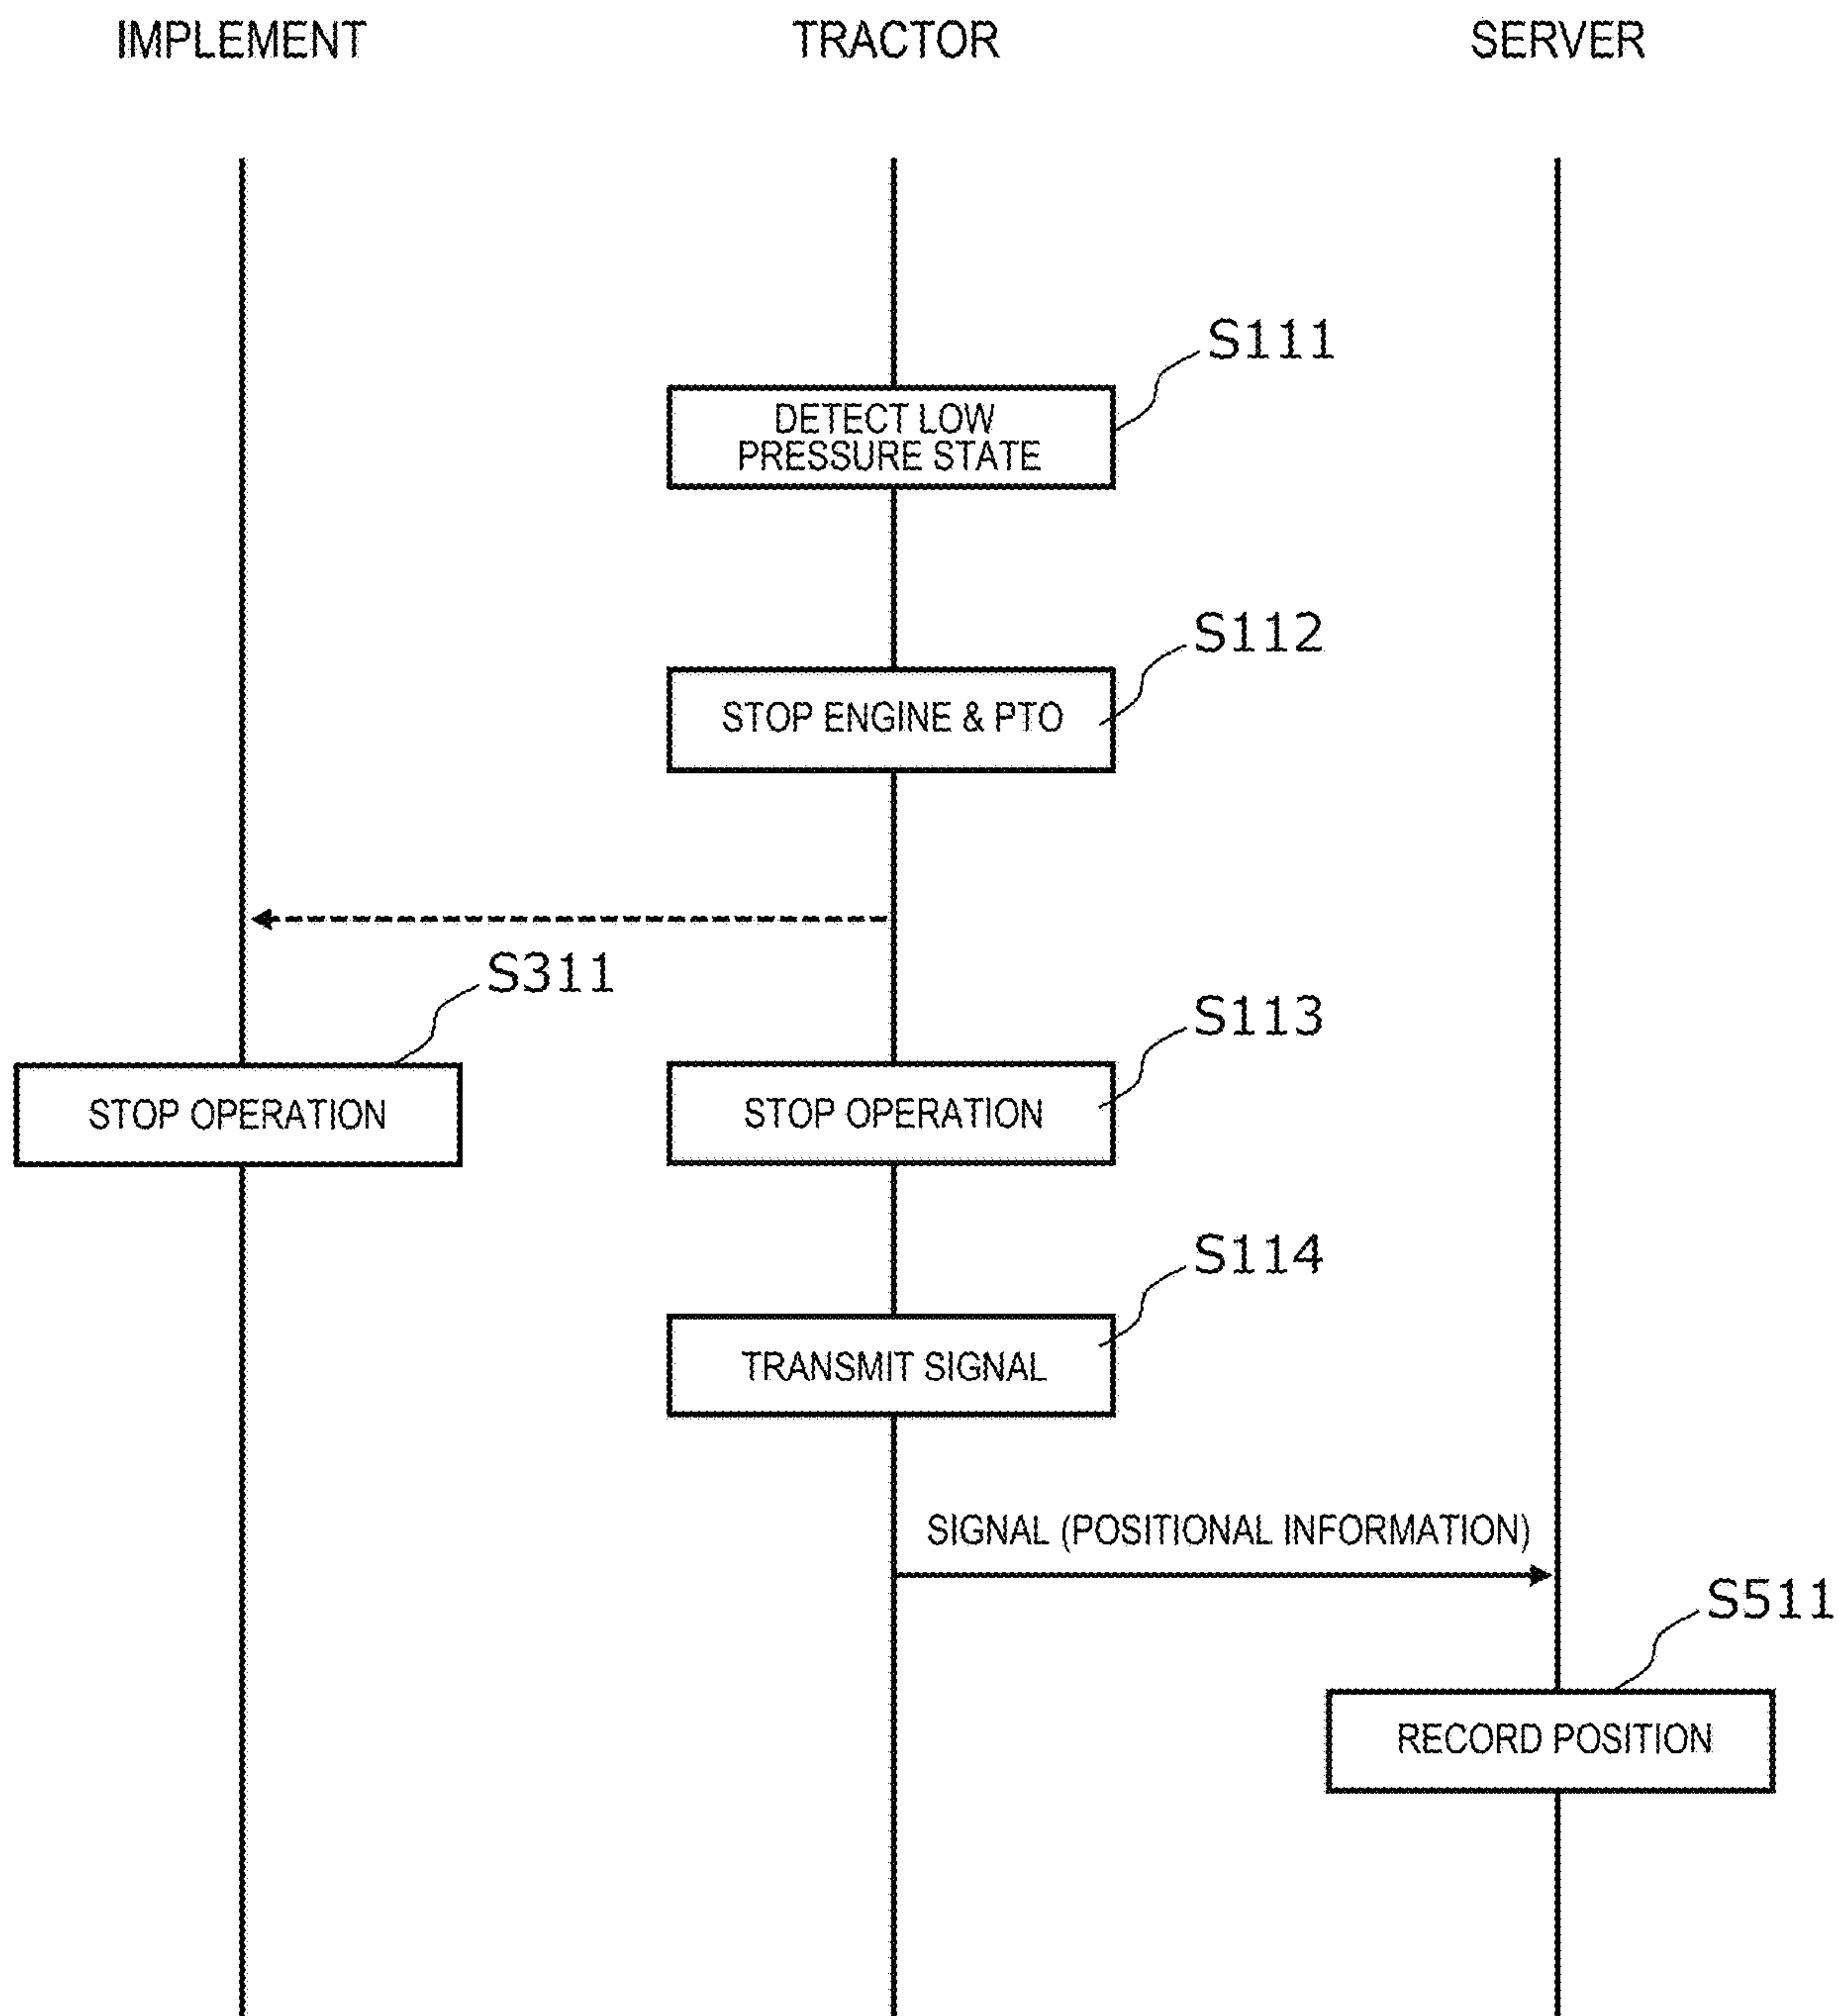 IMPLEMENT
TRACTOR
SERVER
S111
DETECT LOW
PRESSURE STATE
S112
STOP ENGINE & PTO
S311
S113
STOP OPERATION
STOP OPERATION
S114
TRANSMIT SIGNAL
SIGNAL (POSITIONAL INFORMATION)
S511
RECORD POSITION